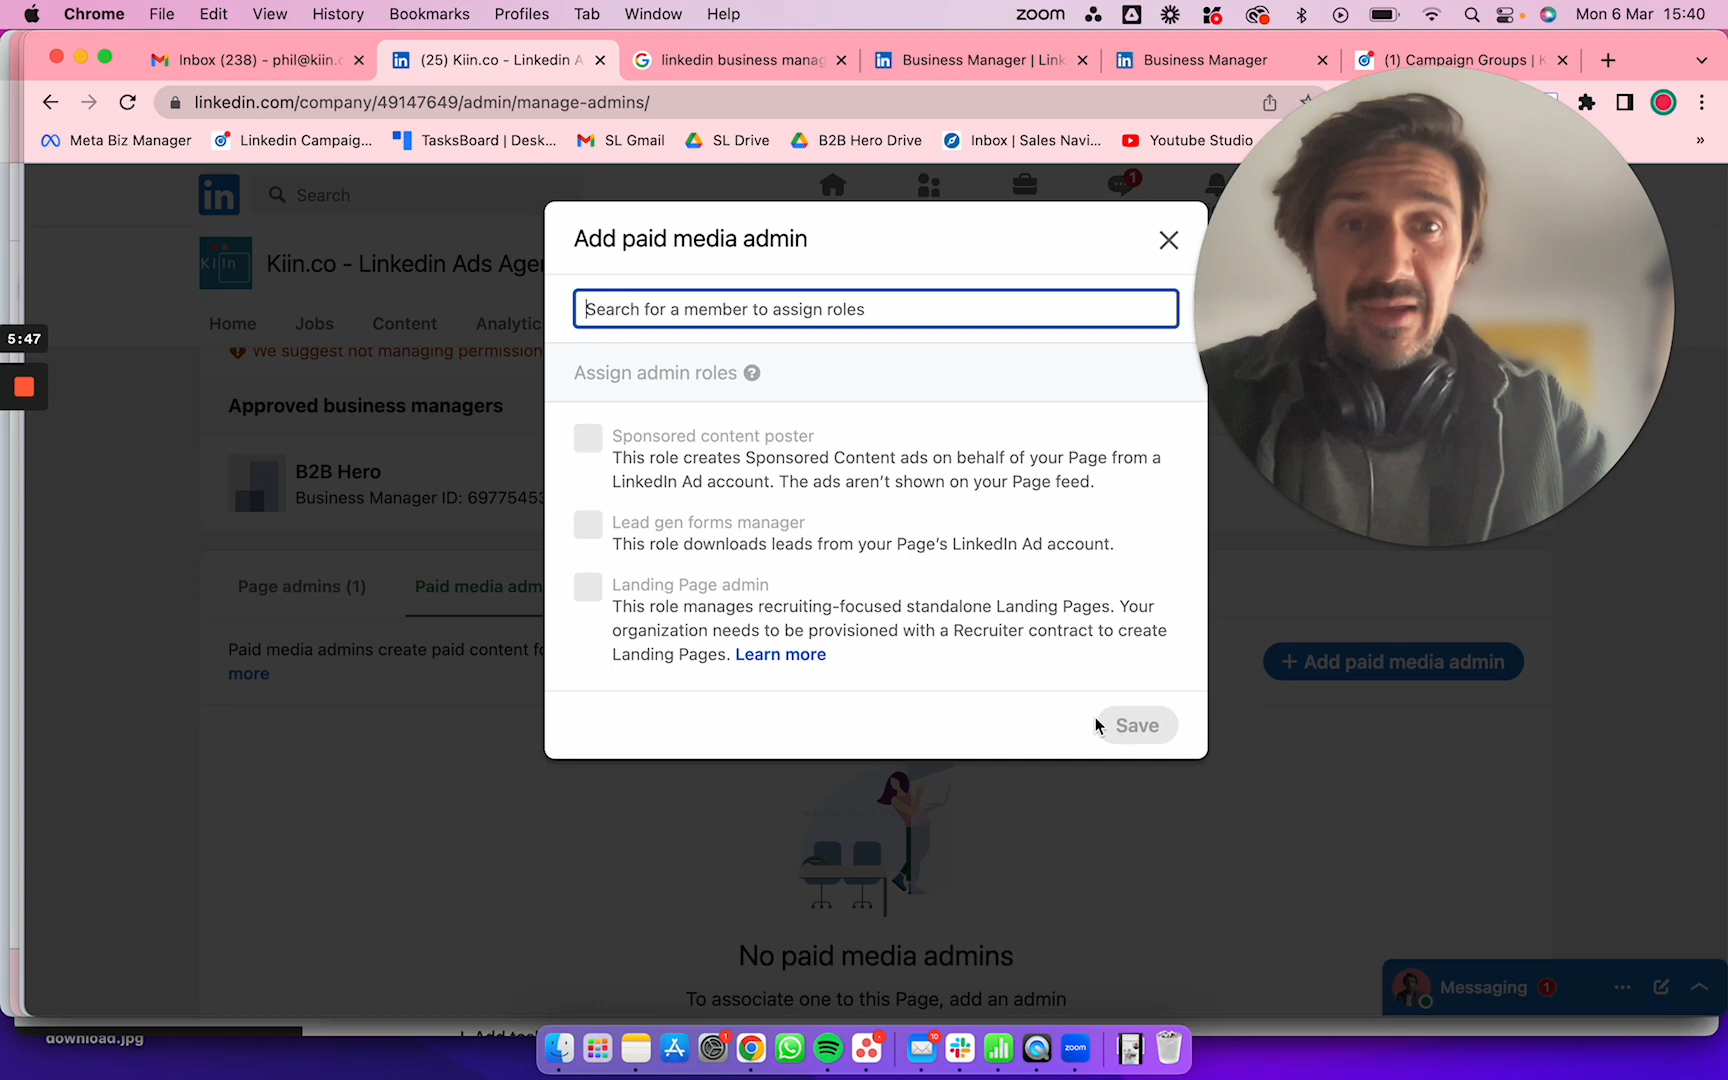 Chrome File Edit View History Bookmarks Profiles Tab Window Help
zoom
Mon 6 Mar 15:40
Inbox (238) - phil@kiin.c
(25) Kiin.co - Linkedin A
linkedin business manag
Business Manager | Link
Business Manager
(1) Campaign Groups | K
linkedin.com/company/49147649/admin/manage-admins/
Meta Biz Manager
Linkedin Campaig...
TasksBoard | Desk...
SL Gmail
SL Drive
B2B Hero Drive
Inbox | Sales Navi...
Youtube Studio
»
in
Search
1
Add paid media admin
KIIn
Kiin.co - Linkedin Ads Age
Search for a member to assign roles
Home Jobs Content Analytic
5:47
We suggest not managing permission
Assign admin roles ?
Approved business managers
Sponsored content poster
This role creates Sponsored Content ads on behalf of your Page from a
LinkedIn Ad account. The ads aren't shown on your Page feed.
B2B Hero
Business Manager ID: 69775453
Lead gen forms manager
This role downloads leads from your Page's LinkedIn Ad account.
Page admins (1)
Paid media adm
Landing Page admin
This role manages recruiting-focused standalone Landing Pages. Your
organization needs to be provisioned with a Recruiter contract to create
Landing Pages. Learn more
Paid media admins create paid content fo
more
+ Add paid media admin
Save
No paid media admins
To associate one to this Page, add an admin
Messaging 1
download.jpg
1
10
zoom